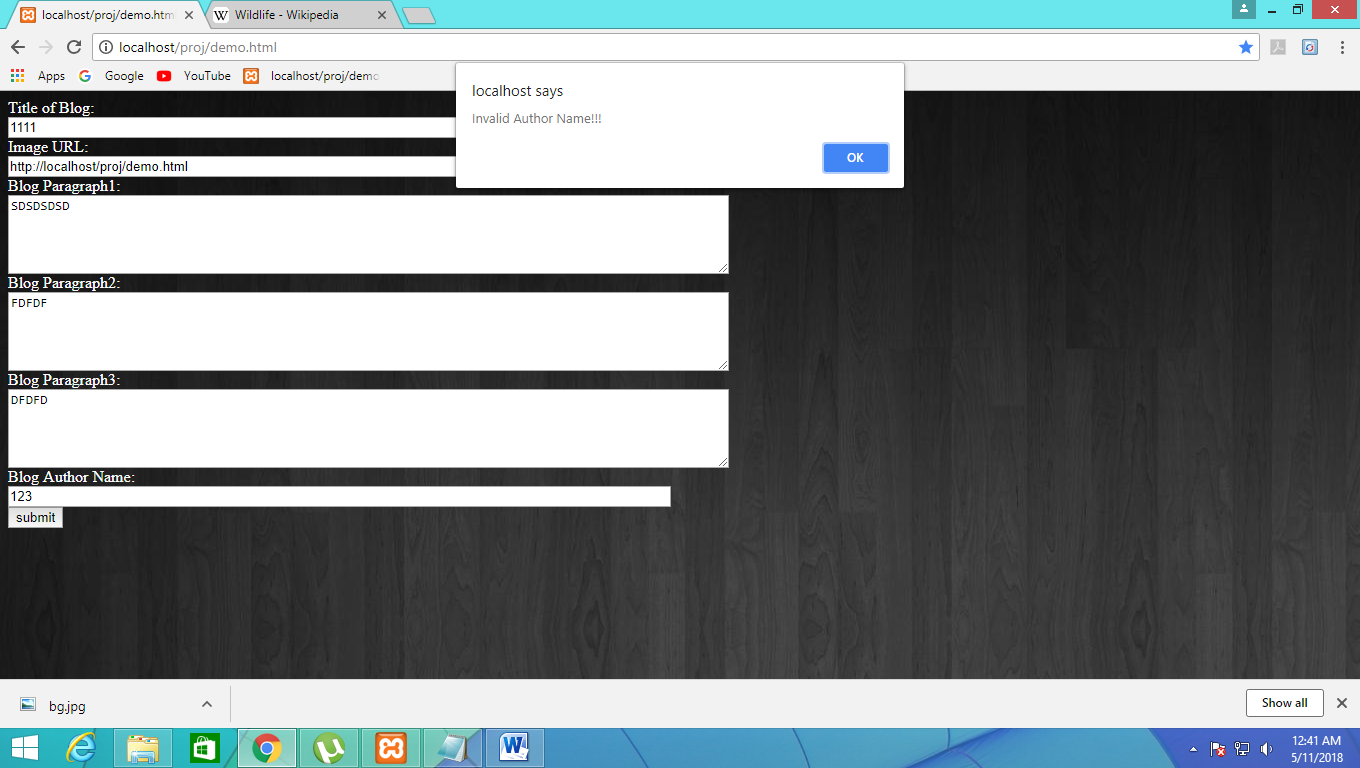 localhost/proj/demo.htm
Wildlife - Wikipedia
localhost/proj/demo.html
Apps
Google
YouTube
localhost/proj/demo
localhost says
Invalid Author Name!!!
OK
Title of Blog:
1111
Image URL:
http://localhost/proj/demo.html
Blog Paragraph1:
SDSDSDSD
Blog Paragraph2:
FDFDF
Blog Paragraph3:
DFDFD
Blog Author Name:
123
submit
bg.jpg
Show all
12:41 AM
5/11/2018